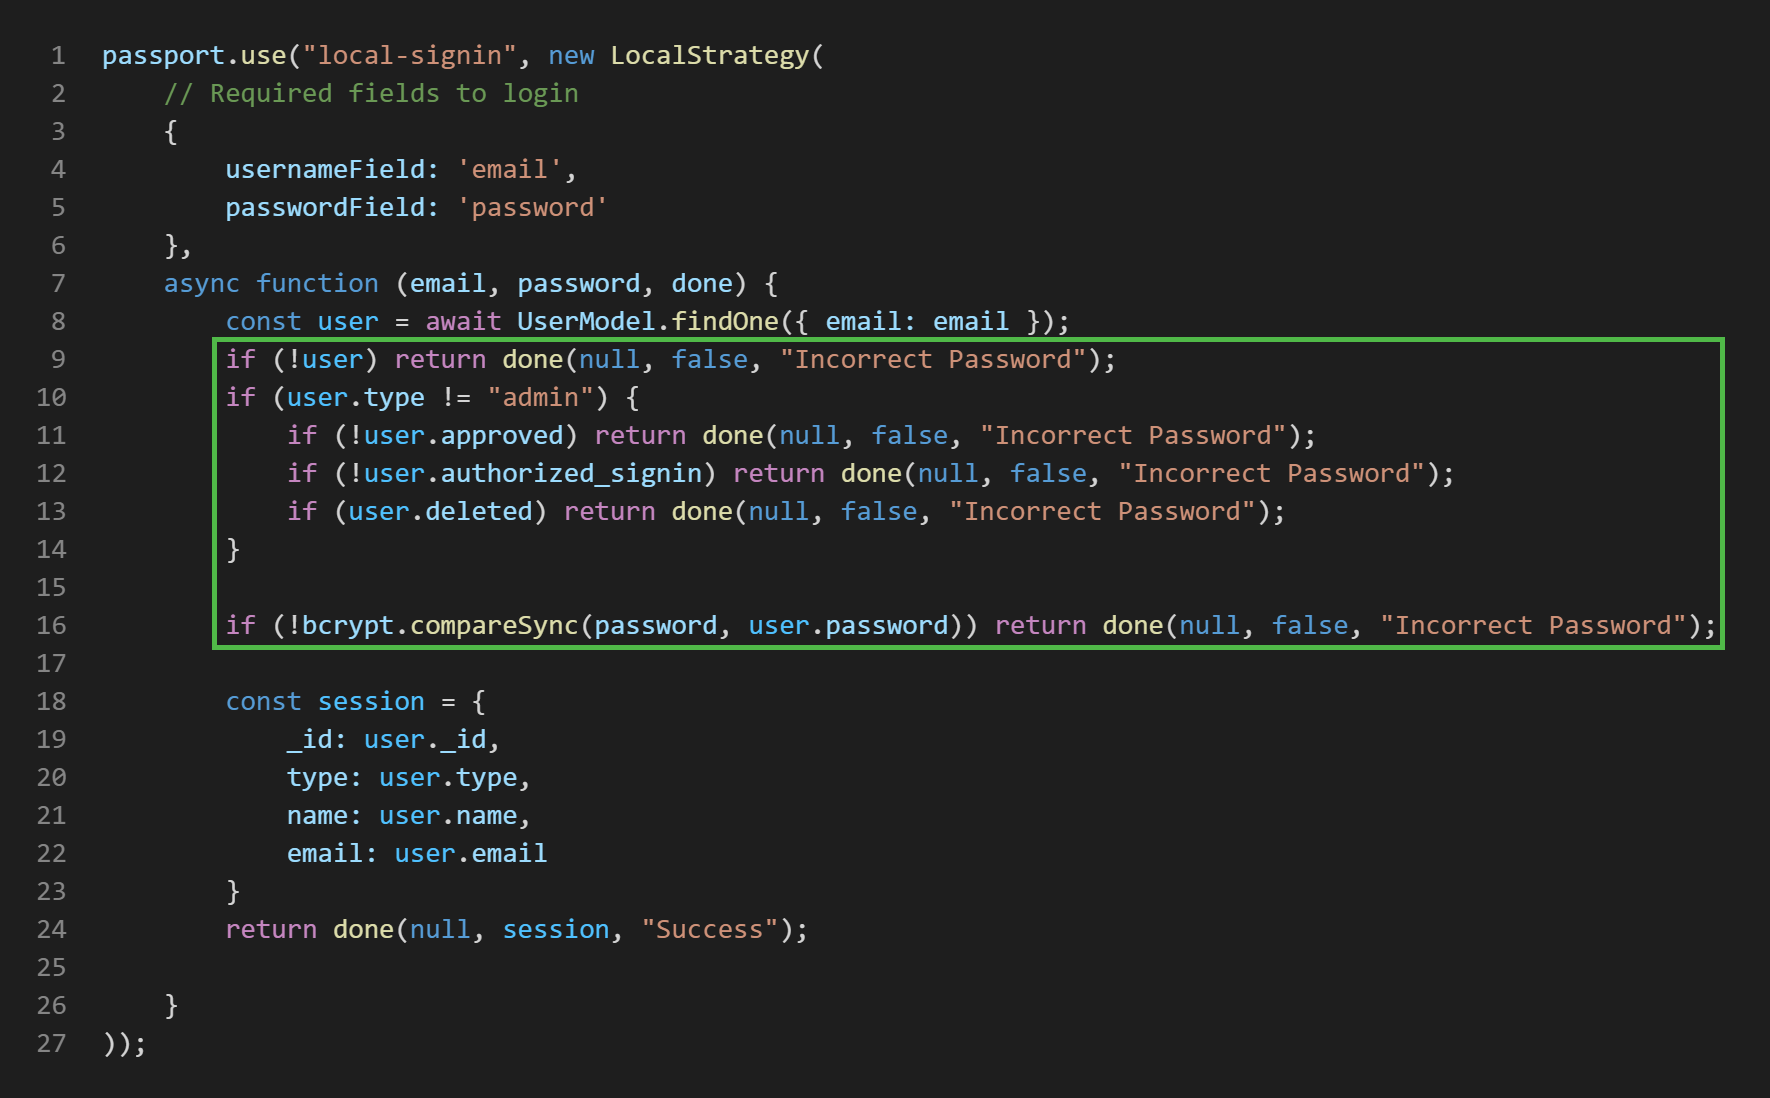 1 passport.use("local-signin", new LocalStrategy(
2     // Required fields to login
3     {
4         usernameField: 'email',
5         passwordField: 'password'
6     },
7     async function (email, password, done) {
8         const user = await UserModel.findOne({ email: email });
9         if (!user) return done(null, false, "Incorrect Password");
10         if (user.type != "admin") {
11             if (!user.approved) return done(null, false, "Incorrect Password");
12             if (!user.authorized_signin) return done(null, false, "Incorrect Password");
13             if (user.deleted) return done(null, false, "Incorrect Password");
14         }
15
16         if (!bcrypt.compareSync(password, user.password)) return done(null, false, "Incorrect Password");
17
18         const session = {
19             _id: user._id,
20             type: user.type,
21             name: user.name,
22             email: user.email
23         }
24         return done(null, session, "Success");
25
26     }
27 ));